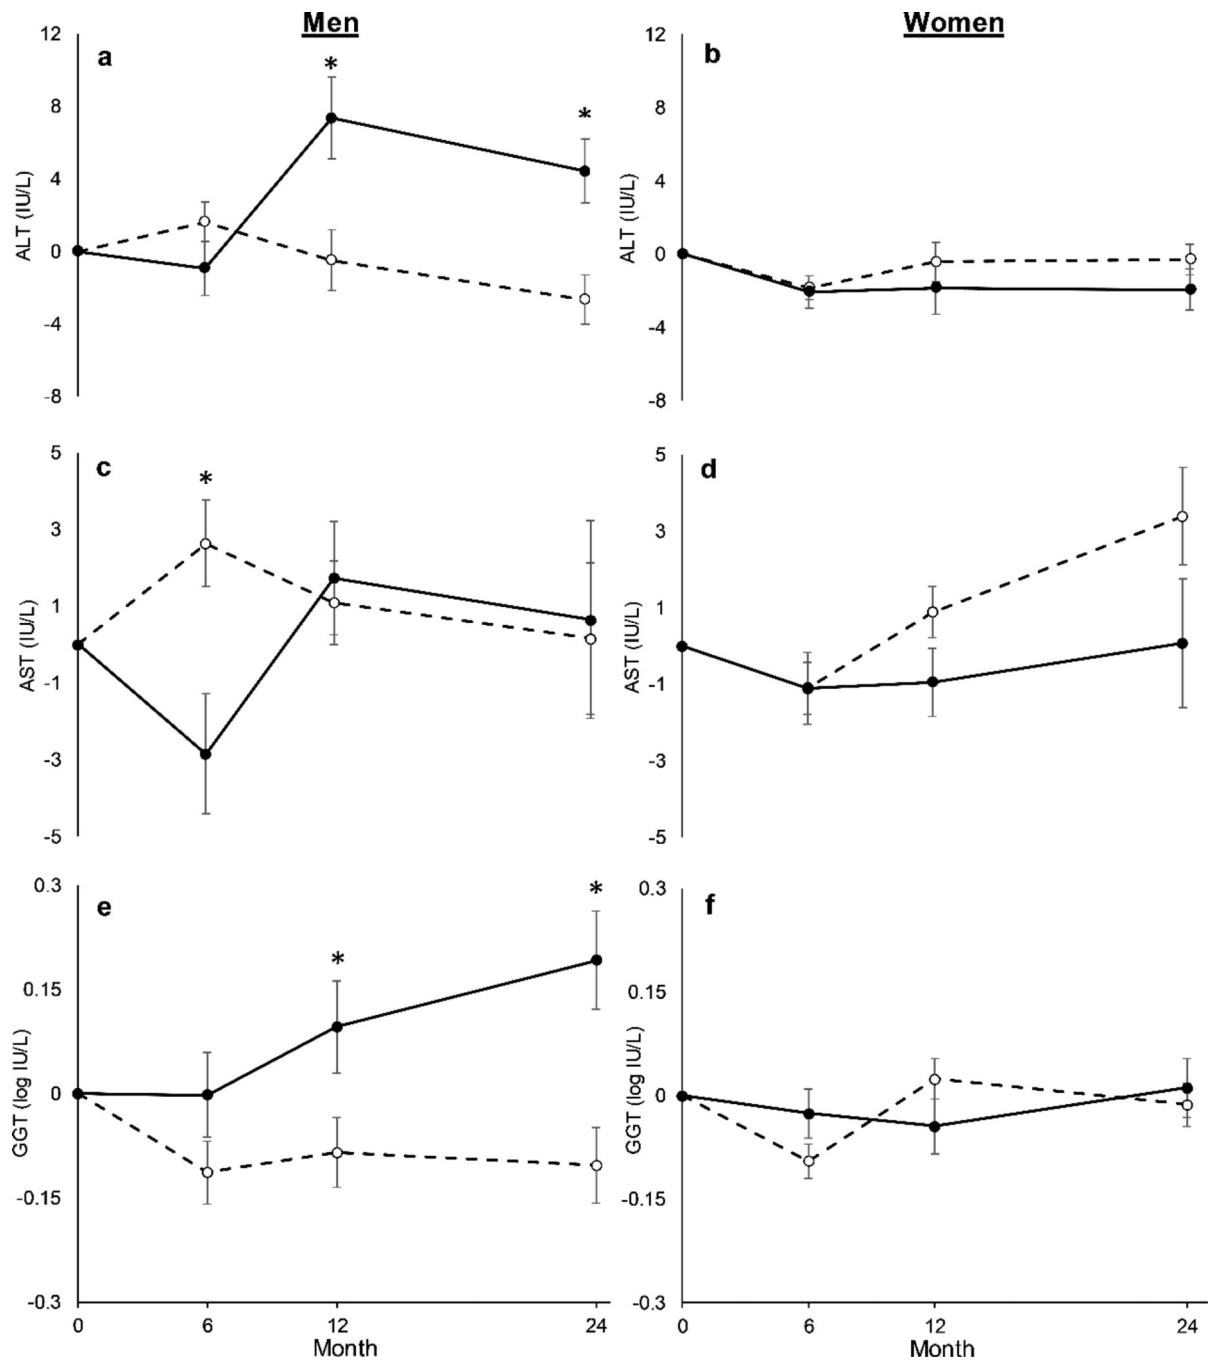 Men
Women
a
*
*
12
8
4
0
-4
-8
ALT (IU/L)
b
12
8
4
0
-4
-8
ALT (IU/L)
c
*
5
3
1
-1
-3
-5
AST (IU/L)
d
5
3
1
-1
-3
-5
AST (IU/L)
e
*
*
0.3
0.15
0
-0.15
-0.3
GGT (log IU/L)
0 6 12 24
Month
f
0.3
0.15
0
-0.15
-0.3
GGT (log IU/L)
0 6 12 24
Month